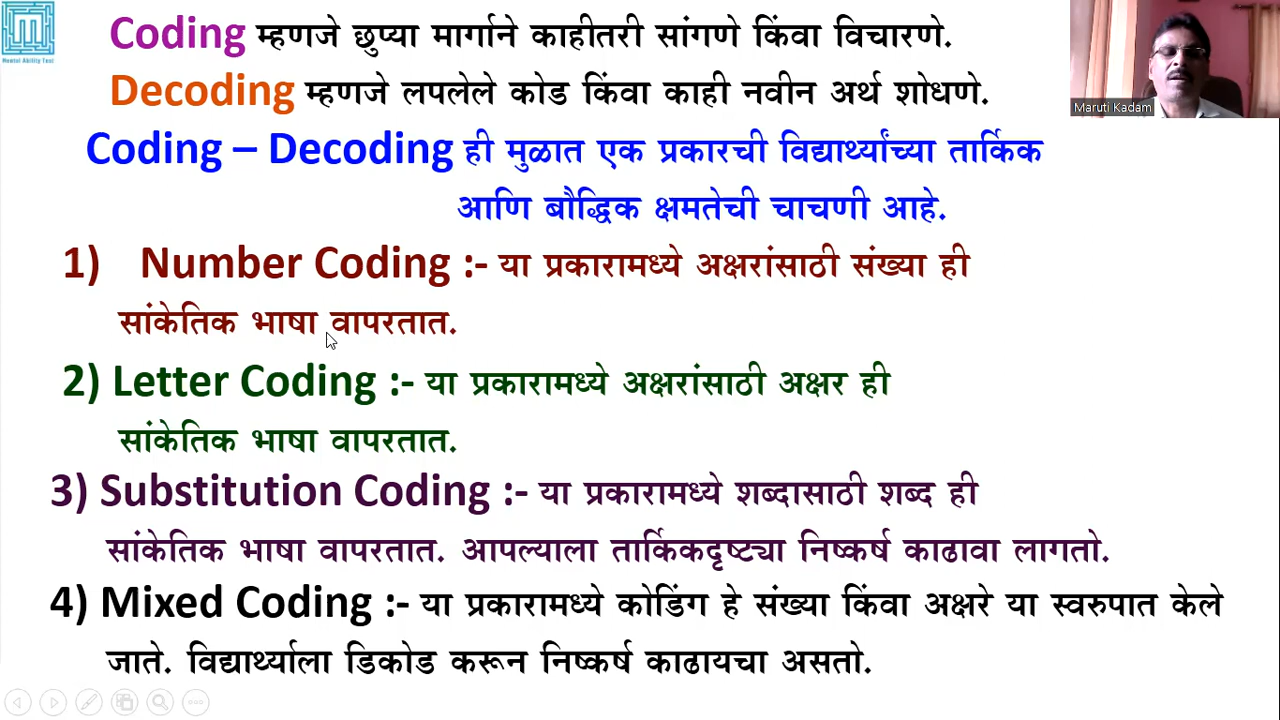 Coding म्हणजे छुप्या मार्गाने काहीतरी सांगणे किंवा विचारणे.
Decoding म्हणजे लपलेले कोड किंवा काही नवीन अर्थ शोधणे.
Coding – Decoding ही मुळात एक प्रकारची विद्यार्थ्यांच्या तार्किक
आणि बौद्धिक क्षमतेची चाचणी आहे.
1) Number Coding :- या प्रकारामध्ये अक्षरांसाठी संख्या ही
सांकेतिक भाषा वापरतात.
2) Letter Coding :- या प्रकारामध्ये अक्षरांसाठी अक्षर ही
सांकेतिक भाषा वापरतात.
3) Substitution Coding :- या प्रकारामध्ये शब्दासाठी शब्द ही
सांकेतिक भाषा वापरतात. आपल्याला तार्किकदृष्ट्या निष्कर्ष काढावा लागतो.
4) Mixed Coding :- या प्रकारामध्ये कोडिंग हे संख्या किंवा अक्षरे या स्वरुपात केले
जाते. विद्यार्थ्याला डिकोड करून निष्कर्ष काढायचा असतो.
Mental Ability Test
Maruti Kadam